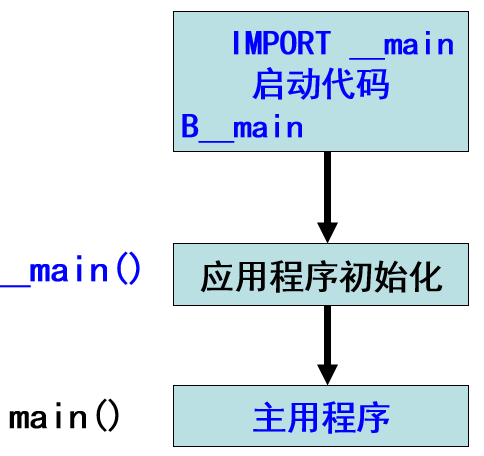 IMPORT __main
启动代码
B__main
__main()
应用程序初始化
main()
主用程序